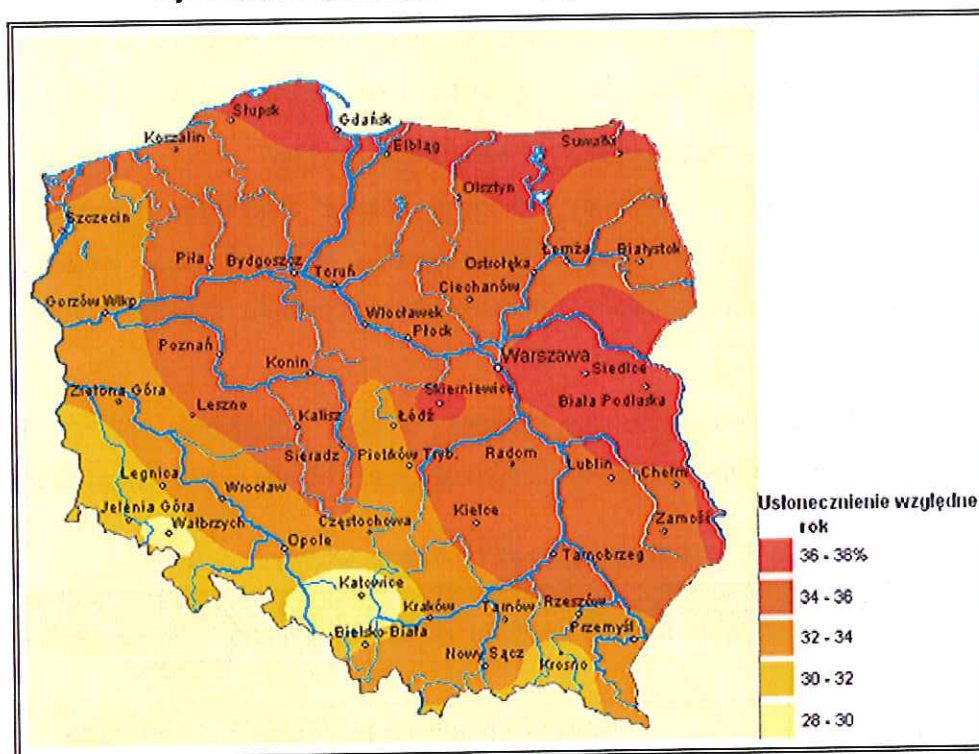 Słupsk
Gdańsk
Koszalin
Elbląg
Suwałki
Olsztyn
Szczecin
Piła
Bydgoszcz
Toruń
Ostrołęka
Łomża
Białystok
Ciechanów
Gorzów Wlkp
Włocławek
Płock
Poznań
Konin
Warszawa
Siedlce
Skierniewice
Biała Podlaska
Zielona Góra
Leszno
Kalisz
Łódź
Sieradz
Piotrków Tryb.
Radom
Lublin
Chełm
Legnica
Wrocław
Jelenia Góra
Wałbrzych
Częstochowa
Kielce
Zamość
Opole
Tarnobrzeg
Katowice
Kraków
Tarnów
Rzeszów
Przemyśl
Bielsko-Biała
Nowy Sącz
Krosno
Usłonecznienie względne
rok
36 - 38%
34 - 36
32 - 34
30 - 32
28 - 30